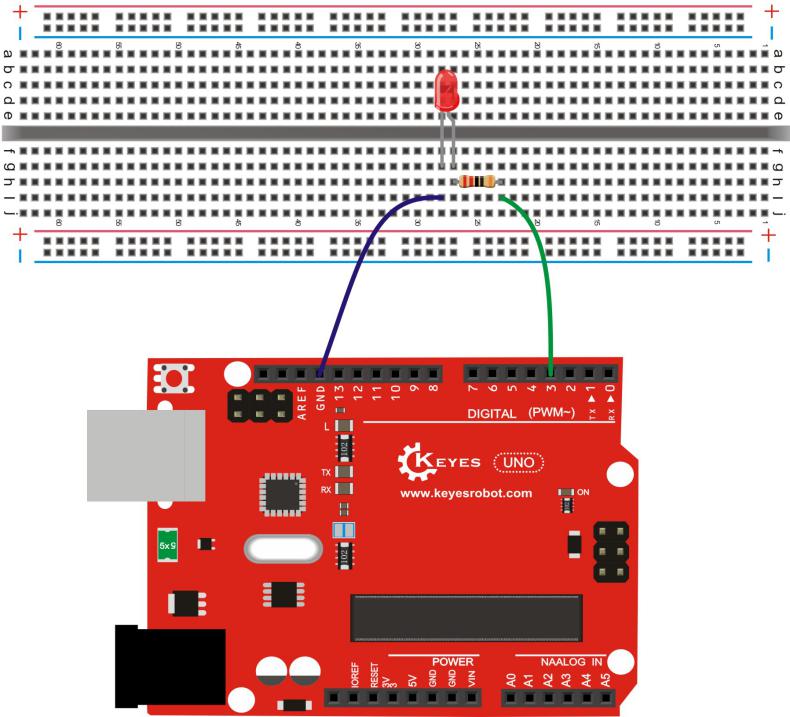 + +
60 55 50 45 40 35 30 25 20 15 10 5 1
a a
b b
c c
d d
e e
f f
g g
h h
I I
j j
60 55 50 45 40 35 30 25 20 15 10 5 1
+ +
AREF GND 13 12 11 10 9 8 7 6 5 4 3 2 1 0
TX ▶ RX ▶
DIGITAL (PWM~)
L
102
KEYES UNO
TX
RX
www.keyesrobot.com
ON
102
5x5
102
POWER
NAALOG IN
IOREF RESET 3V3 5V GND GND VIN A0 A1 A2 A3 A4 A5